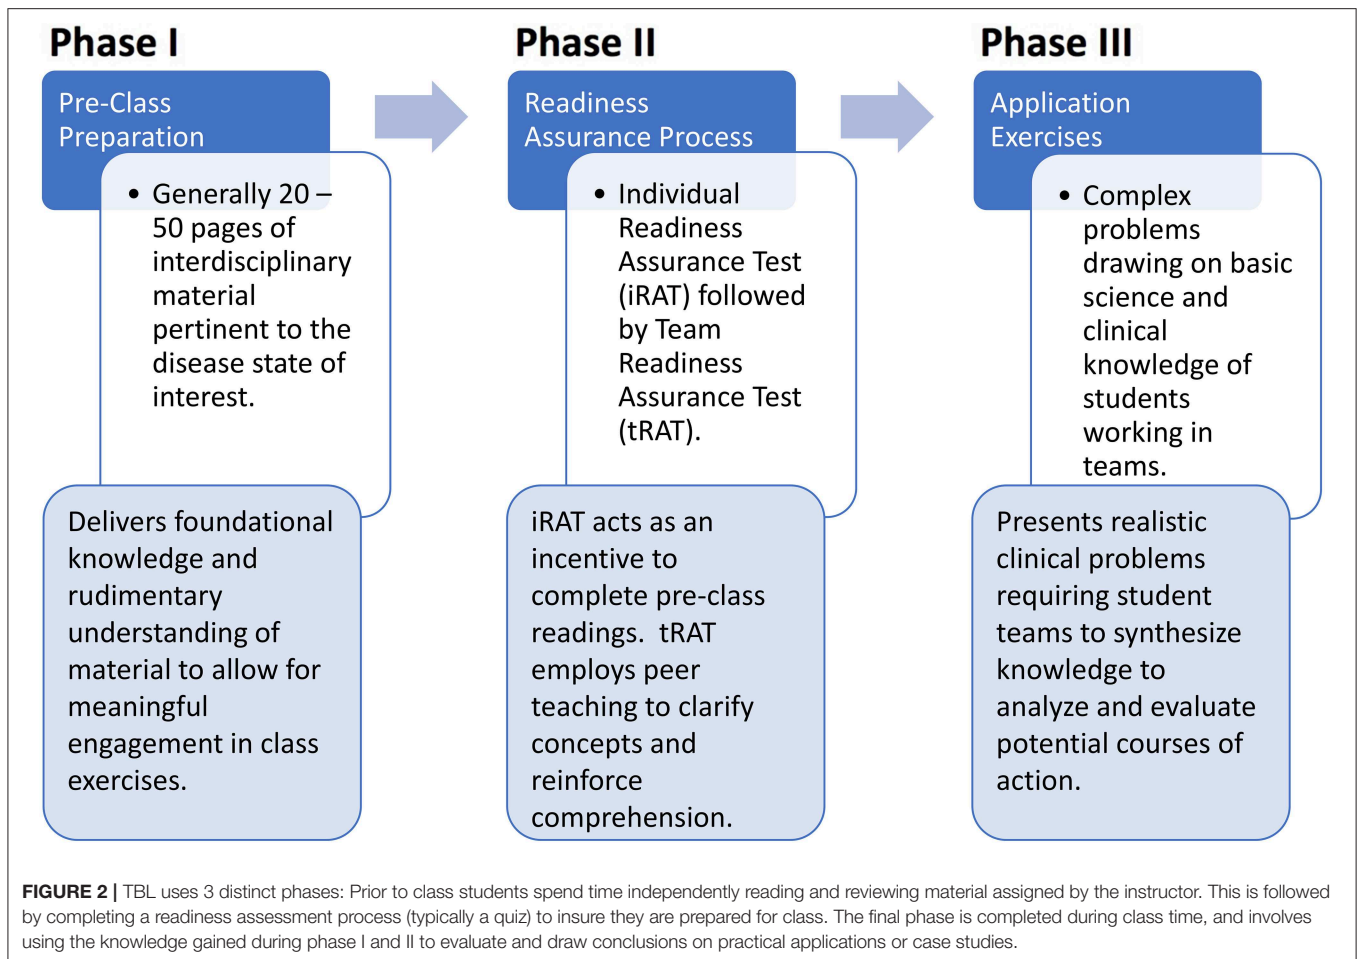 Phase I
Pre-Class
Preparation
• Generally 20 –
50 pages of
interdisciplinary
material
pertinent to the
disease state of
interest.
Delivers foundational
knowledge and
rudimentary
understanding of
material to allow for
meaningful
engagement in class
exercises.
Phase II
Readiness
Assurance Process
• Individual
Readiness
Assurance Test
(iRAT) followed
by Team
Readiness
Assurance Test
(tRAT).
iRAT acts as an
incentive to
complete pre-class
readings. tRAT
employs peer
teaching to clarify
concepts and
reinforce
comprehension.
Phase III
Application
Exercises
• Complex
problems
drawing on basic
science and
clinical
knowledge of
students
working in
teams.
Presents realistic
clinical problems
requiring student
teams to synthesize
knowledge to
analyze and evaluate
potential courses of
action.
FIGURE 2 | TBL uses 3 distinct phases: Prior to class students spend time independently reading and reviewing material assigned by the instructor. This is followed
by completing a readiness assessment process (typically a quiz) to insure they are prepared for class. The final phase is completed during class time, and involves
using the knowledge gained during phase I and II to evaluate and draw conclusions on practical applications or case studies.